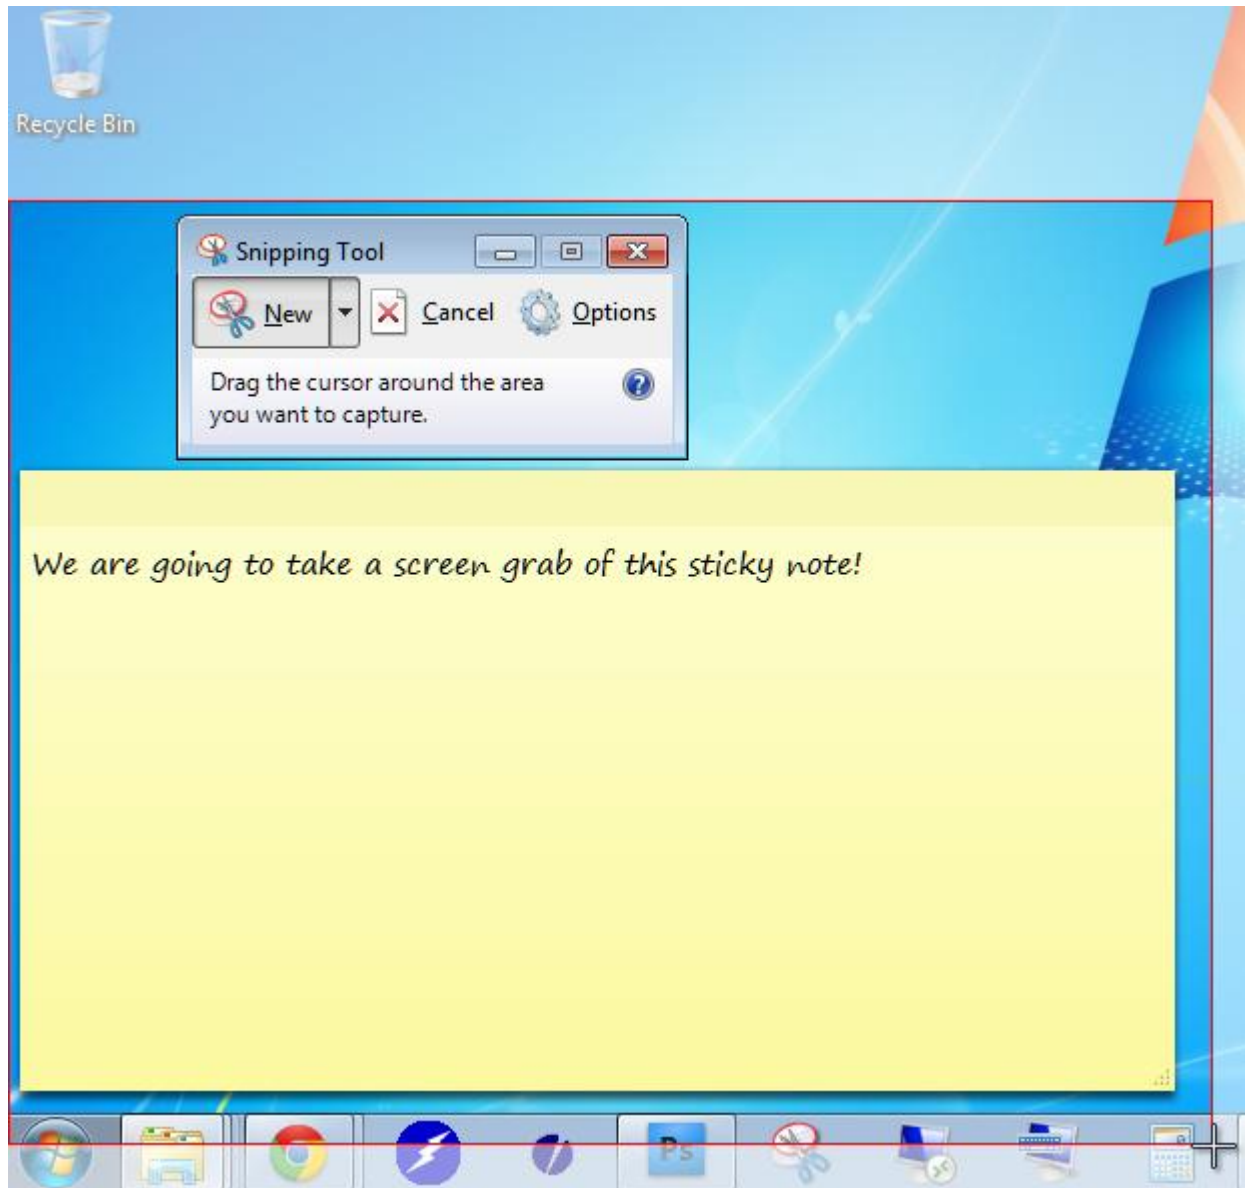 Recycle Bin
Snipping Tool
New Cancel Options
Drag the cursor around the area
you want to capture.
We are going to take a screen grab of this sticky note!
Ps